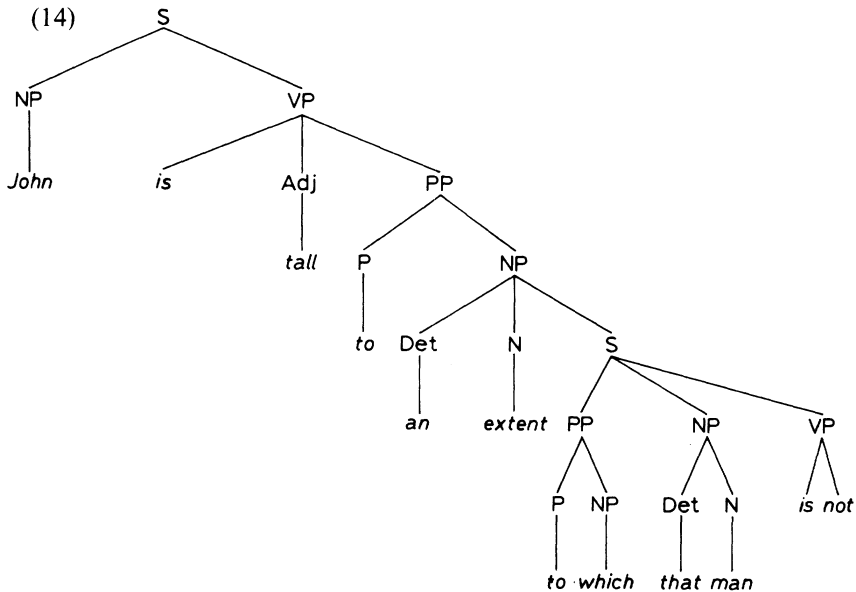 (14) S
NP VP
John is Adj PP
tall P NP
to Det N S
an extent PP NP VP
P NP Det N is not
to which that man